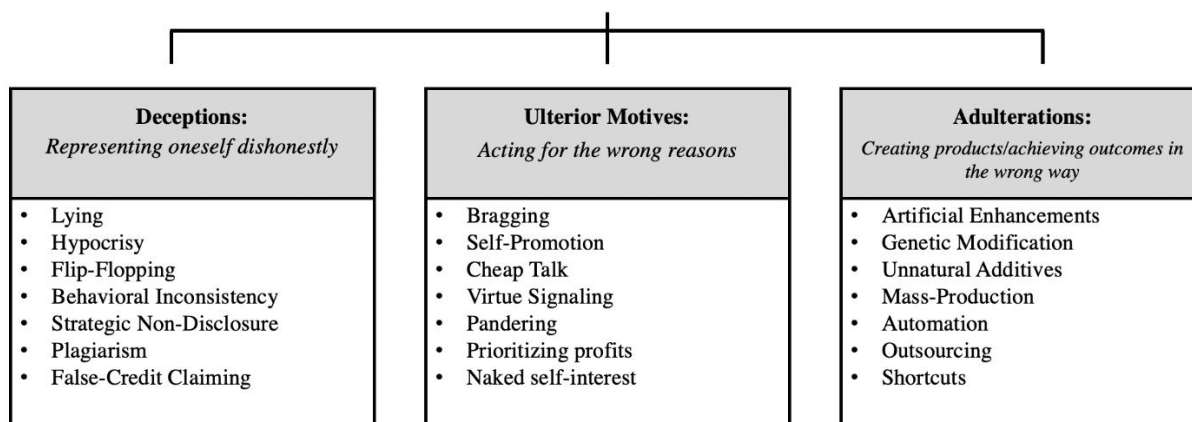 Deceptions:
Representing oneself dishonestly
• Lying
• Hypocrisy
• Flip-Flopping
• Behavioral Inconsistency
• Strategic Non-Disclosure
• Plagiarism
• False-Credit Claiming
Ulterior Motives:
Acting for the wrong reasons
• Bragging
• Self-Promotion
• Cheap Talk
• Virtue Signaling
• Pandering
• Prioritizing profits
• Naked self-interest
Adulterations:
Creating products/achieving outcomes in
the wrong way
• Artificial Enhancements
• Genetic Modification
• Unnatural Additives
• Mass-Production
• Automation
• Outsourcing
• Shortcuts